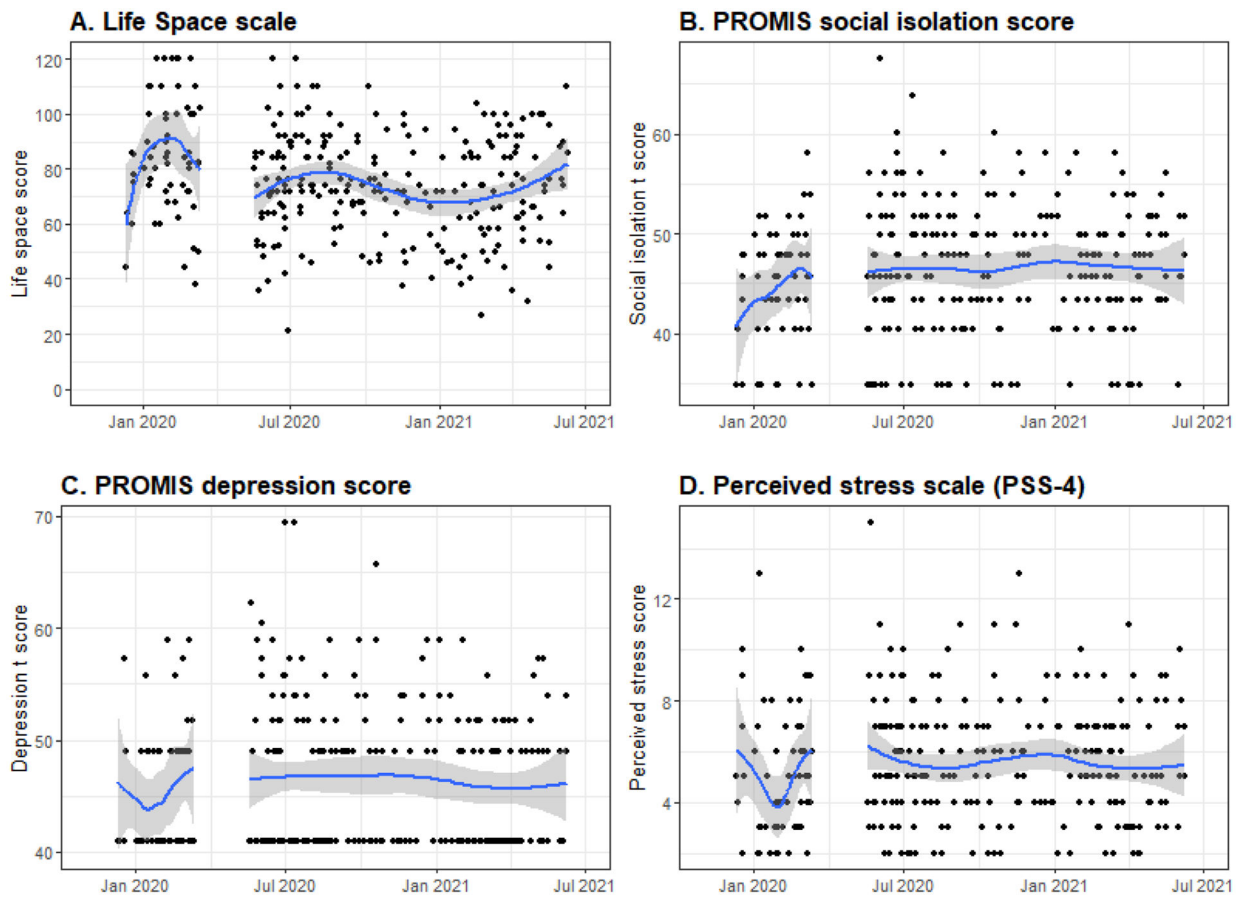 A. Life Space scale
Life space score
120
100
80
60
40
20
0
Jan 2020
Jul 2020
Jan 2021
Jul 2021
B. PROMIS social isolation score
Social isolation t score
60
50
40
Jan 2020
Jul 2020
Jan 2021
Jul 2021
C. PROMIS depression score
Depression t score
70
60
50
40
Jan 2020
Jul 2020
Jan 2021
Jul 2021
D. Perceived stress scale (PSS-4)
Perceived stress score
12
8
4
Jan 2020
Jul 2020
Jan 2021
Jul 2021